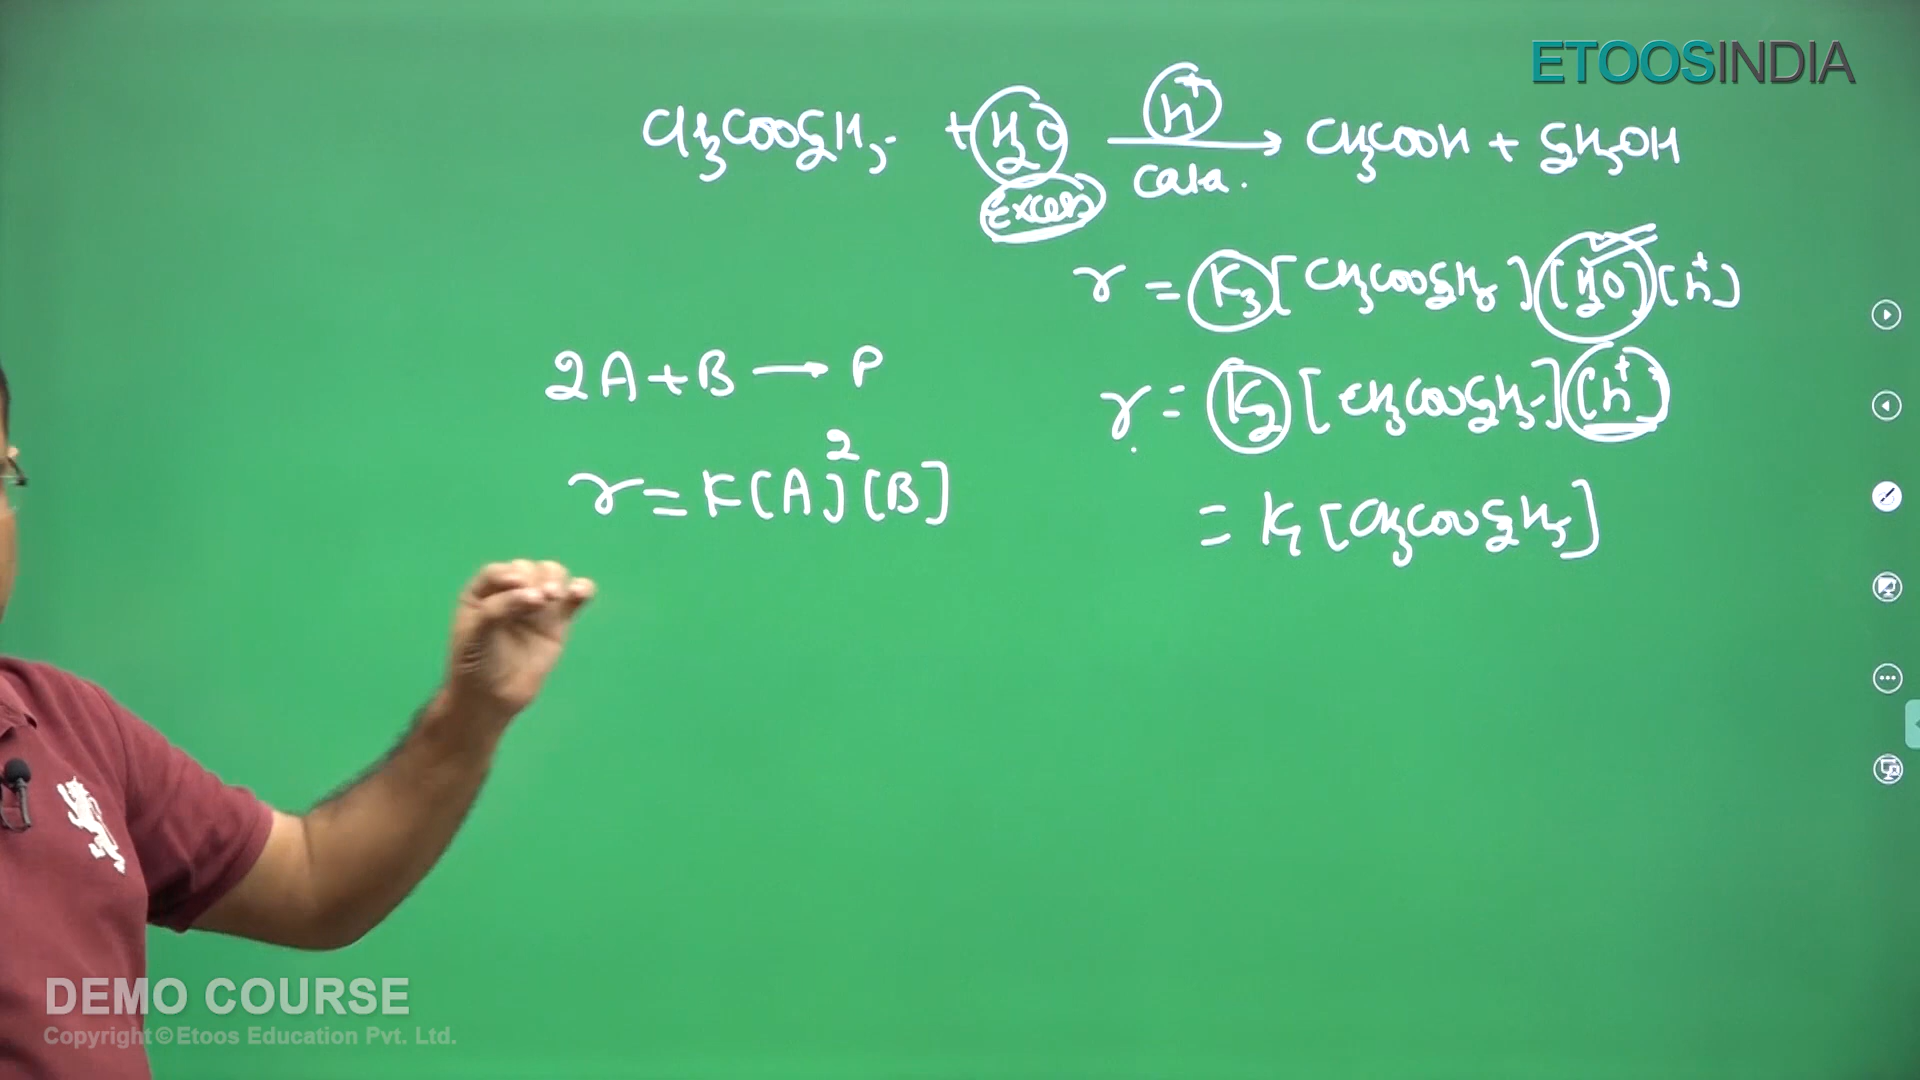 ETOOSINDIA
CH3COOC2H5 + H2O h+ → CH3COOH + C2H5OH
excess cata.
r = K3[CH3COOC2H5][H2O][h+]
2A + B → P
r = K2[CH3COOC2H5][h+]
r = K[A]2[B]
= K1[CH3COOC2H5]
DEMO COURSE
Copyright © Etoos Education Pvt. Ltd.